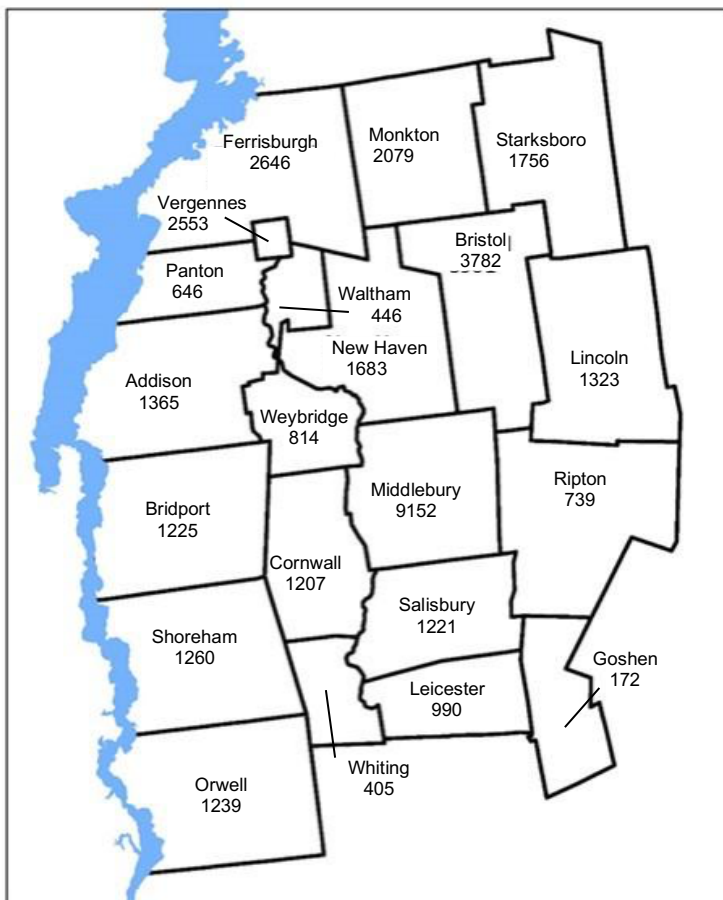 Ferrisburgh
2646
Monkton
2079
Starksboro
1756
Vergennes
2553
Bristol
3782
Panton
646
Waltham
446
New Haven
1683
Lincoln
1323
Addison
1365
Weybridge
814
Middlebury
9152
Ripton
739
Bridport
1225
Cornwall
1207
Salisbury
1221
Shoreham
1260
Goshen
172
Leicester
990
Whiting
405
Orwell
1239